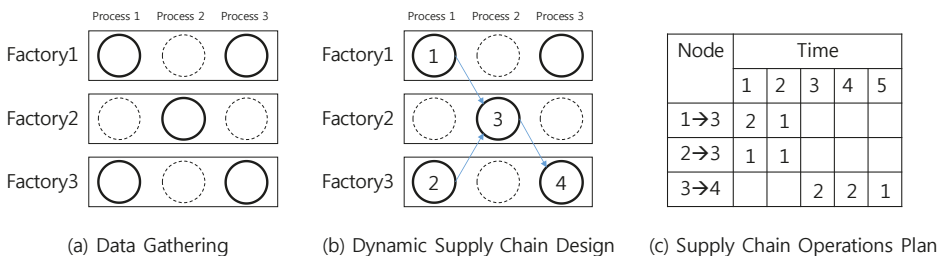 Process 1 Process 2 Process 3
Factory1
Factory2
Factory3
(a) Data Gathering
Process 1 Process 2 Process 3
Factory1 1
Factory2 3
Factory3 2 4
(b) Dynamic Supply Chain Design
Node Time
1 2 3 4 5
1→3 2 1
2→3 1 1
3→4 2 2 1
(c) Supply Chain Operations Plan